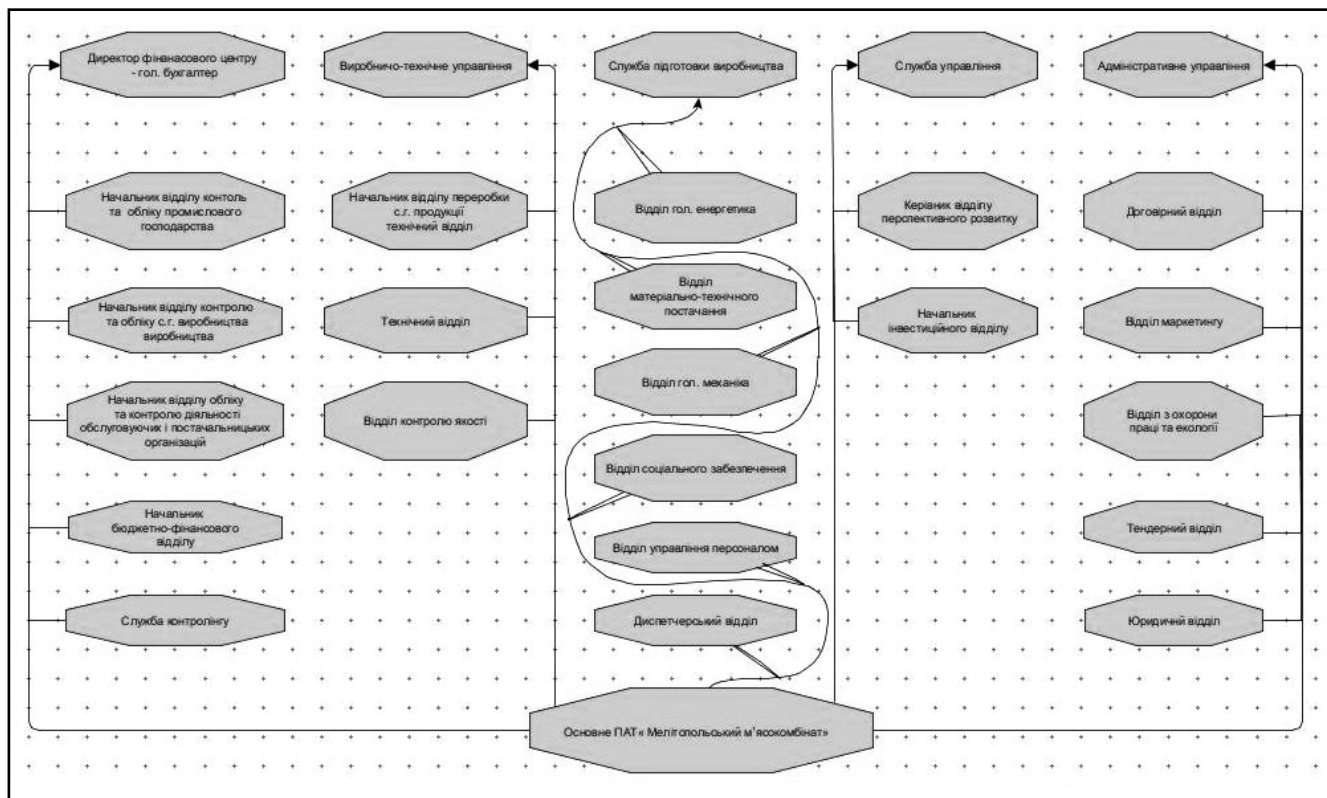 Директор фінанасового центру
- гол. бухгалтер
Виробничо-технічне управління
Служба підготовки виробництва
Служба управління
Адміністративне управління
Начальник відділу контоль
та обліку промислового
господарства
Начальник відділу переробки
с.г. продукції
технічний відділ
Відділ гол. енергетика
Керівник відділу
перспективного розвитку
Договірний відділ
Начальник відділу контролю
та обліку с.г. виробництва
виробництва
Технічний відділ
Відділ
матеріально-технічного
постачання
Начальник
інвестиційного відділу
Відділ маркетингу
Відділ гол. механіка
Начальник відділу обліку
та контролю діяльності
обслуговуючих і постачальницьких
організацій
Відділ контролю якості
Відділ з охорони
праці та екології
Відділ соціального забезпечення
Начальник
бюджетно-фінансового
відділу
Відділ управління персоналом
Тендерний відділ
Служба контролінгу
Диспетчерський відділ
Юридичнй відділ
Основне ПАТ« Мелітопольський м'ясокомбінат»